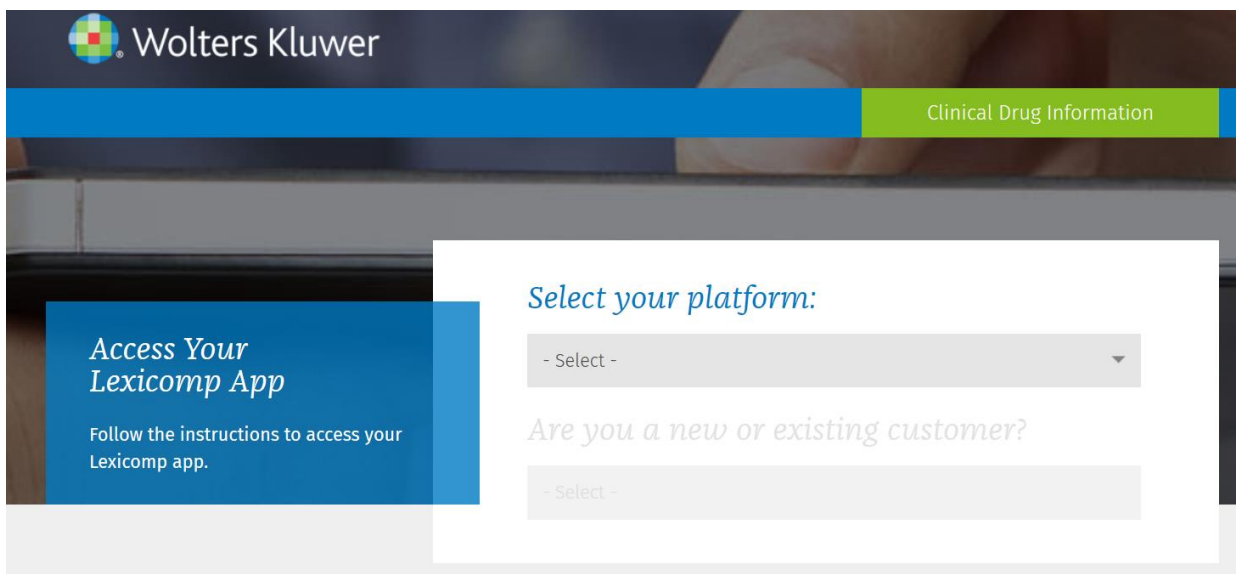 Wolters Kluwer
Clinical Drug Information
Access Your
Lexicomp App
Follow the instructions to access your
Lexicomp app.
Select your platform:
- Select -
Are you a new or existing customer?
- Select -